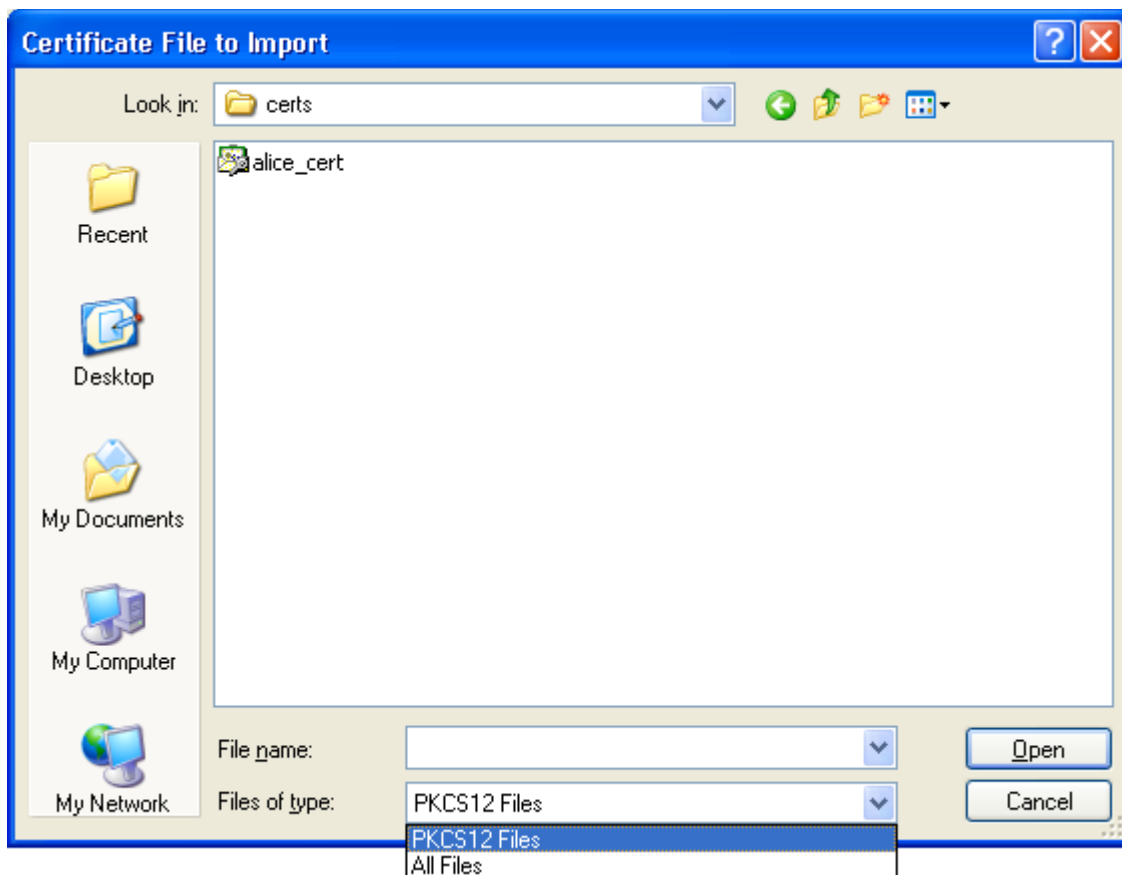 Certificate File to Import
Look in:
certs
alice_cert
Recent
Desktop
My Documents
My Computer
My Network
File name:
Open
Files of type:
PKCS12 Files
Cancel
PKCS12 Files
All Files